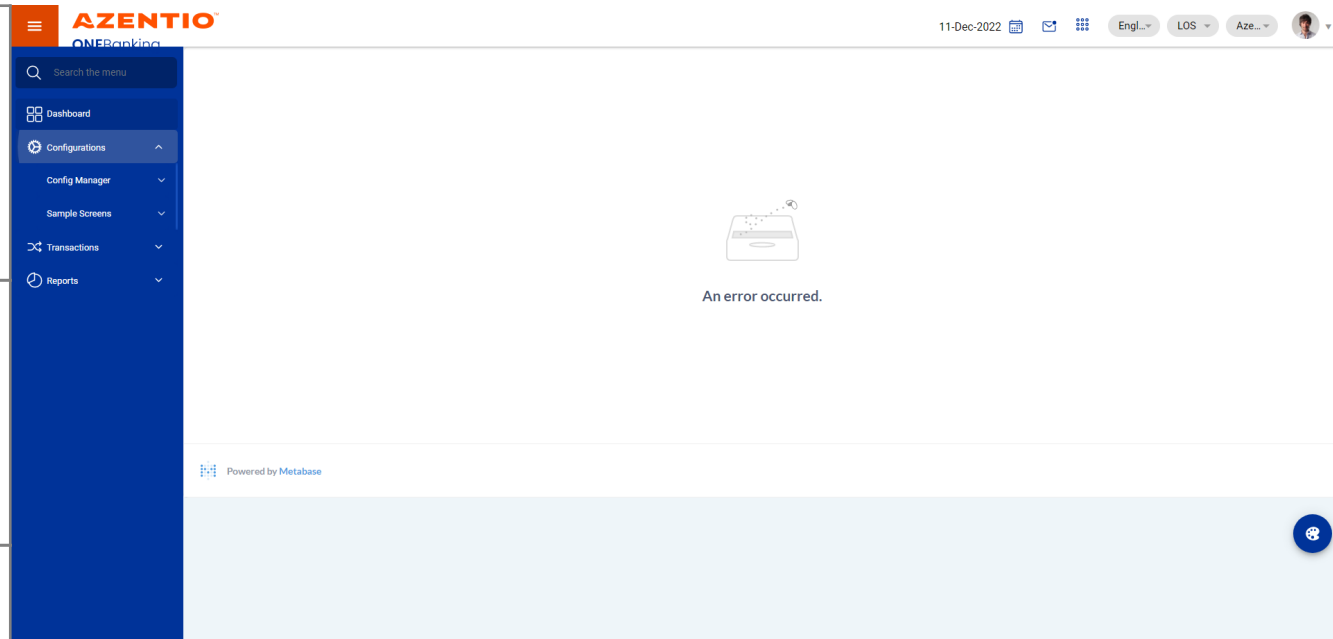 AZENTIO™
ONEBanking
11-Dec-2022
Engl...
LOS
Aze...
Search the menu
Dashboard
Configurations
Config Manager
Sample Screens
Transactions
Reports
An error occurred.
Powered by Metabase